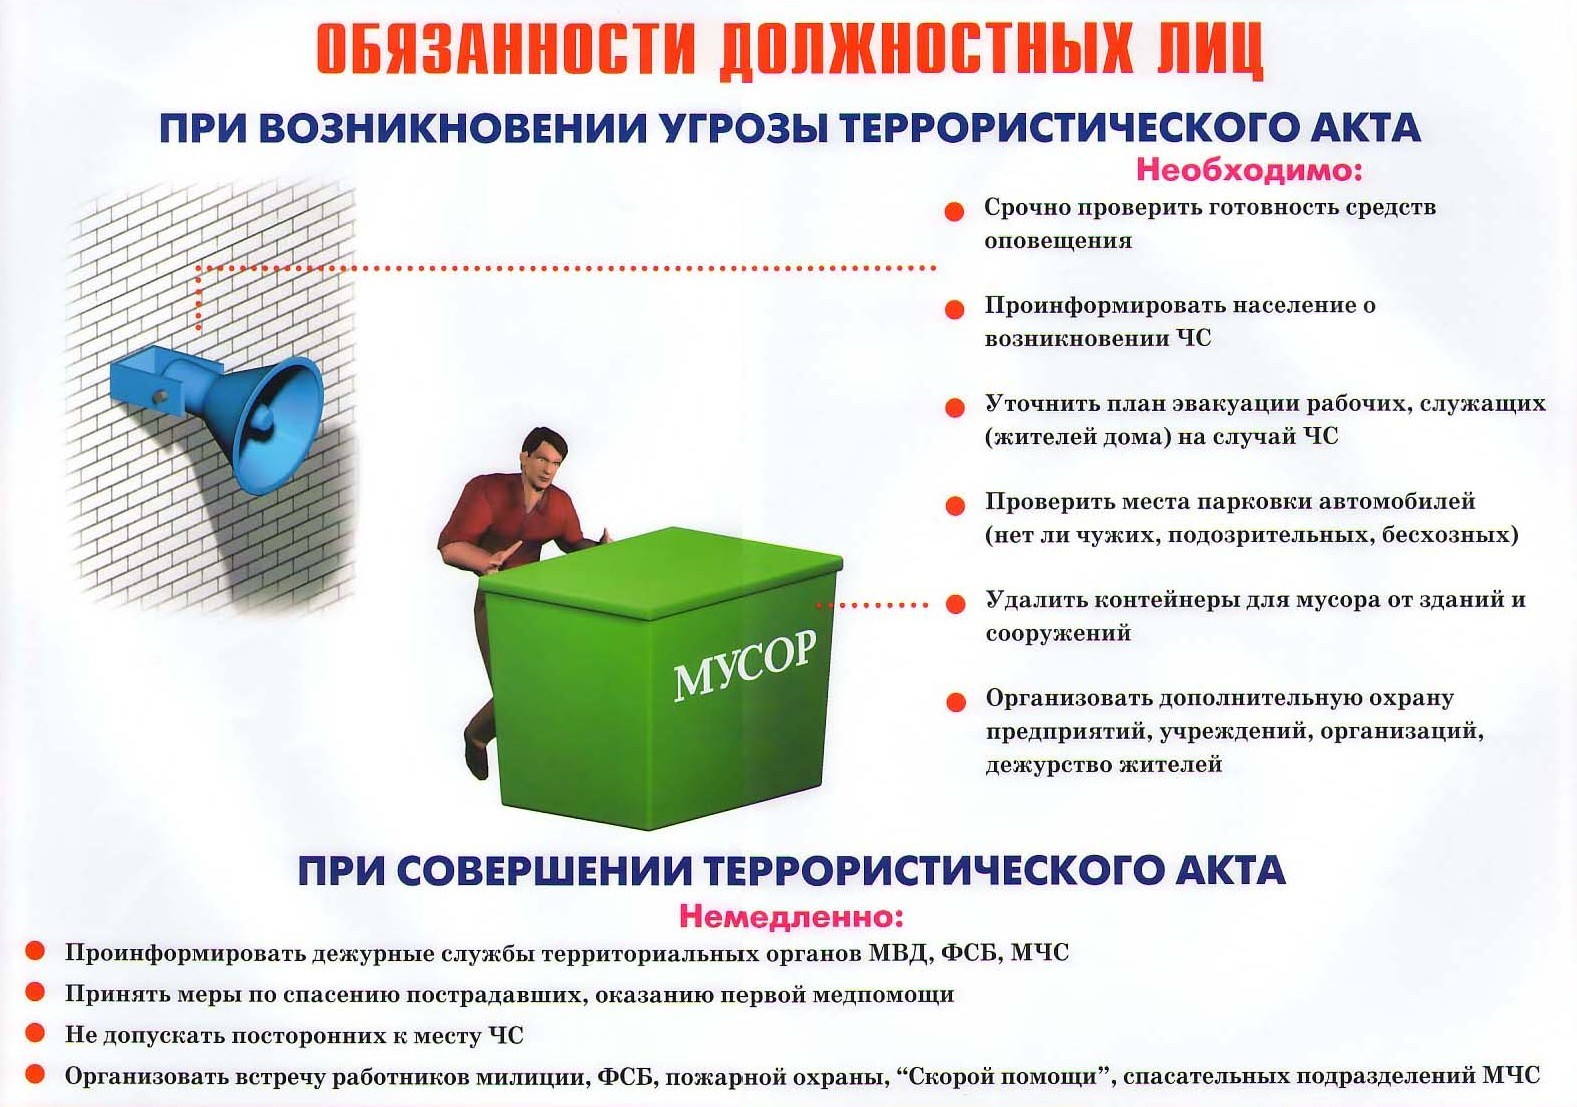 ОБЯЗАННОСТИ ДОЛЖНОСТНЫХ ЛИЦ
ПРИ ВОЗНИКНОВЕНИИ УГРОЗЫ ТЕРРОРИСТИЧЕСКОГО АКТА
Необходимо:
Срочно проверить готовность средств
оповещения
Проинформировать население о
возникновении ЧС
Уточнить план эвакуации рабочих, служащих
(жителей дома) на случай ЧС
Проверить места парковки автомобилей
(нет ли чужих, подозрительных, бесхозных)
Удалить контейнеры для мусора от зданий и
сооружений
Организовать дополнительную охрану
предприятий, учреждений, организаций,
дежурство жителей
МУСОР
ПРИ СОВЕРШЕНИИ ТЕРРОРИСТИЧЕСКОГО АКТА
Немедленно:
Проинформировать дежурные службы территориальных органов МВД, ФСБ, МЧС
Принять меры по спасению пострадавших, оказанию первой медпомощи
Не допускать посторонних к месту ЧС
Организовать встречу работников милиции, ФСБ, пожарной охраны, “Скорой помощи”, спасательных подразделений МЧС